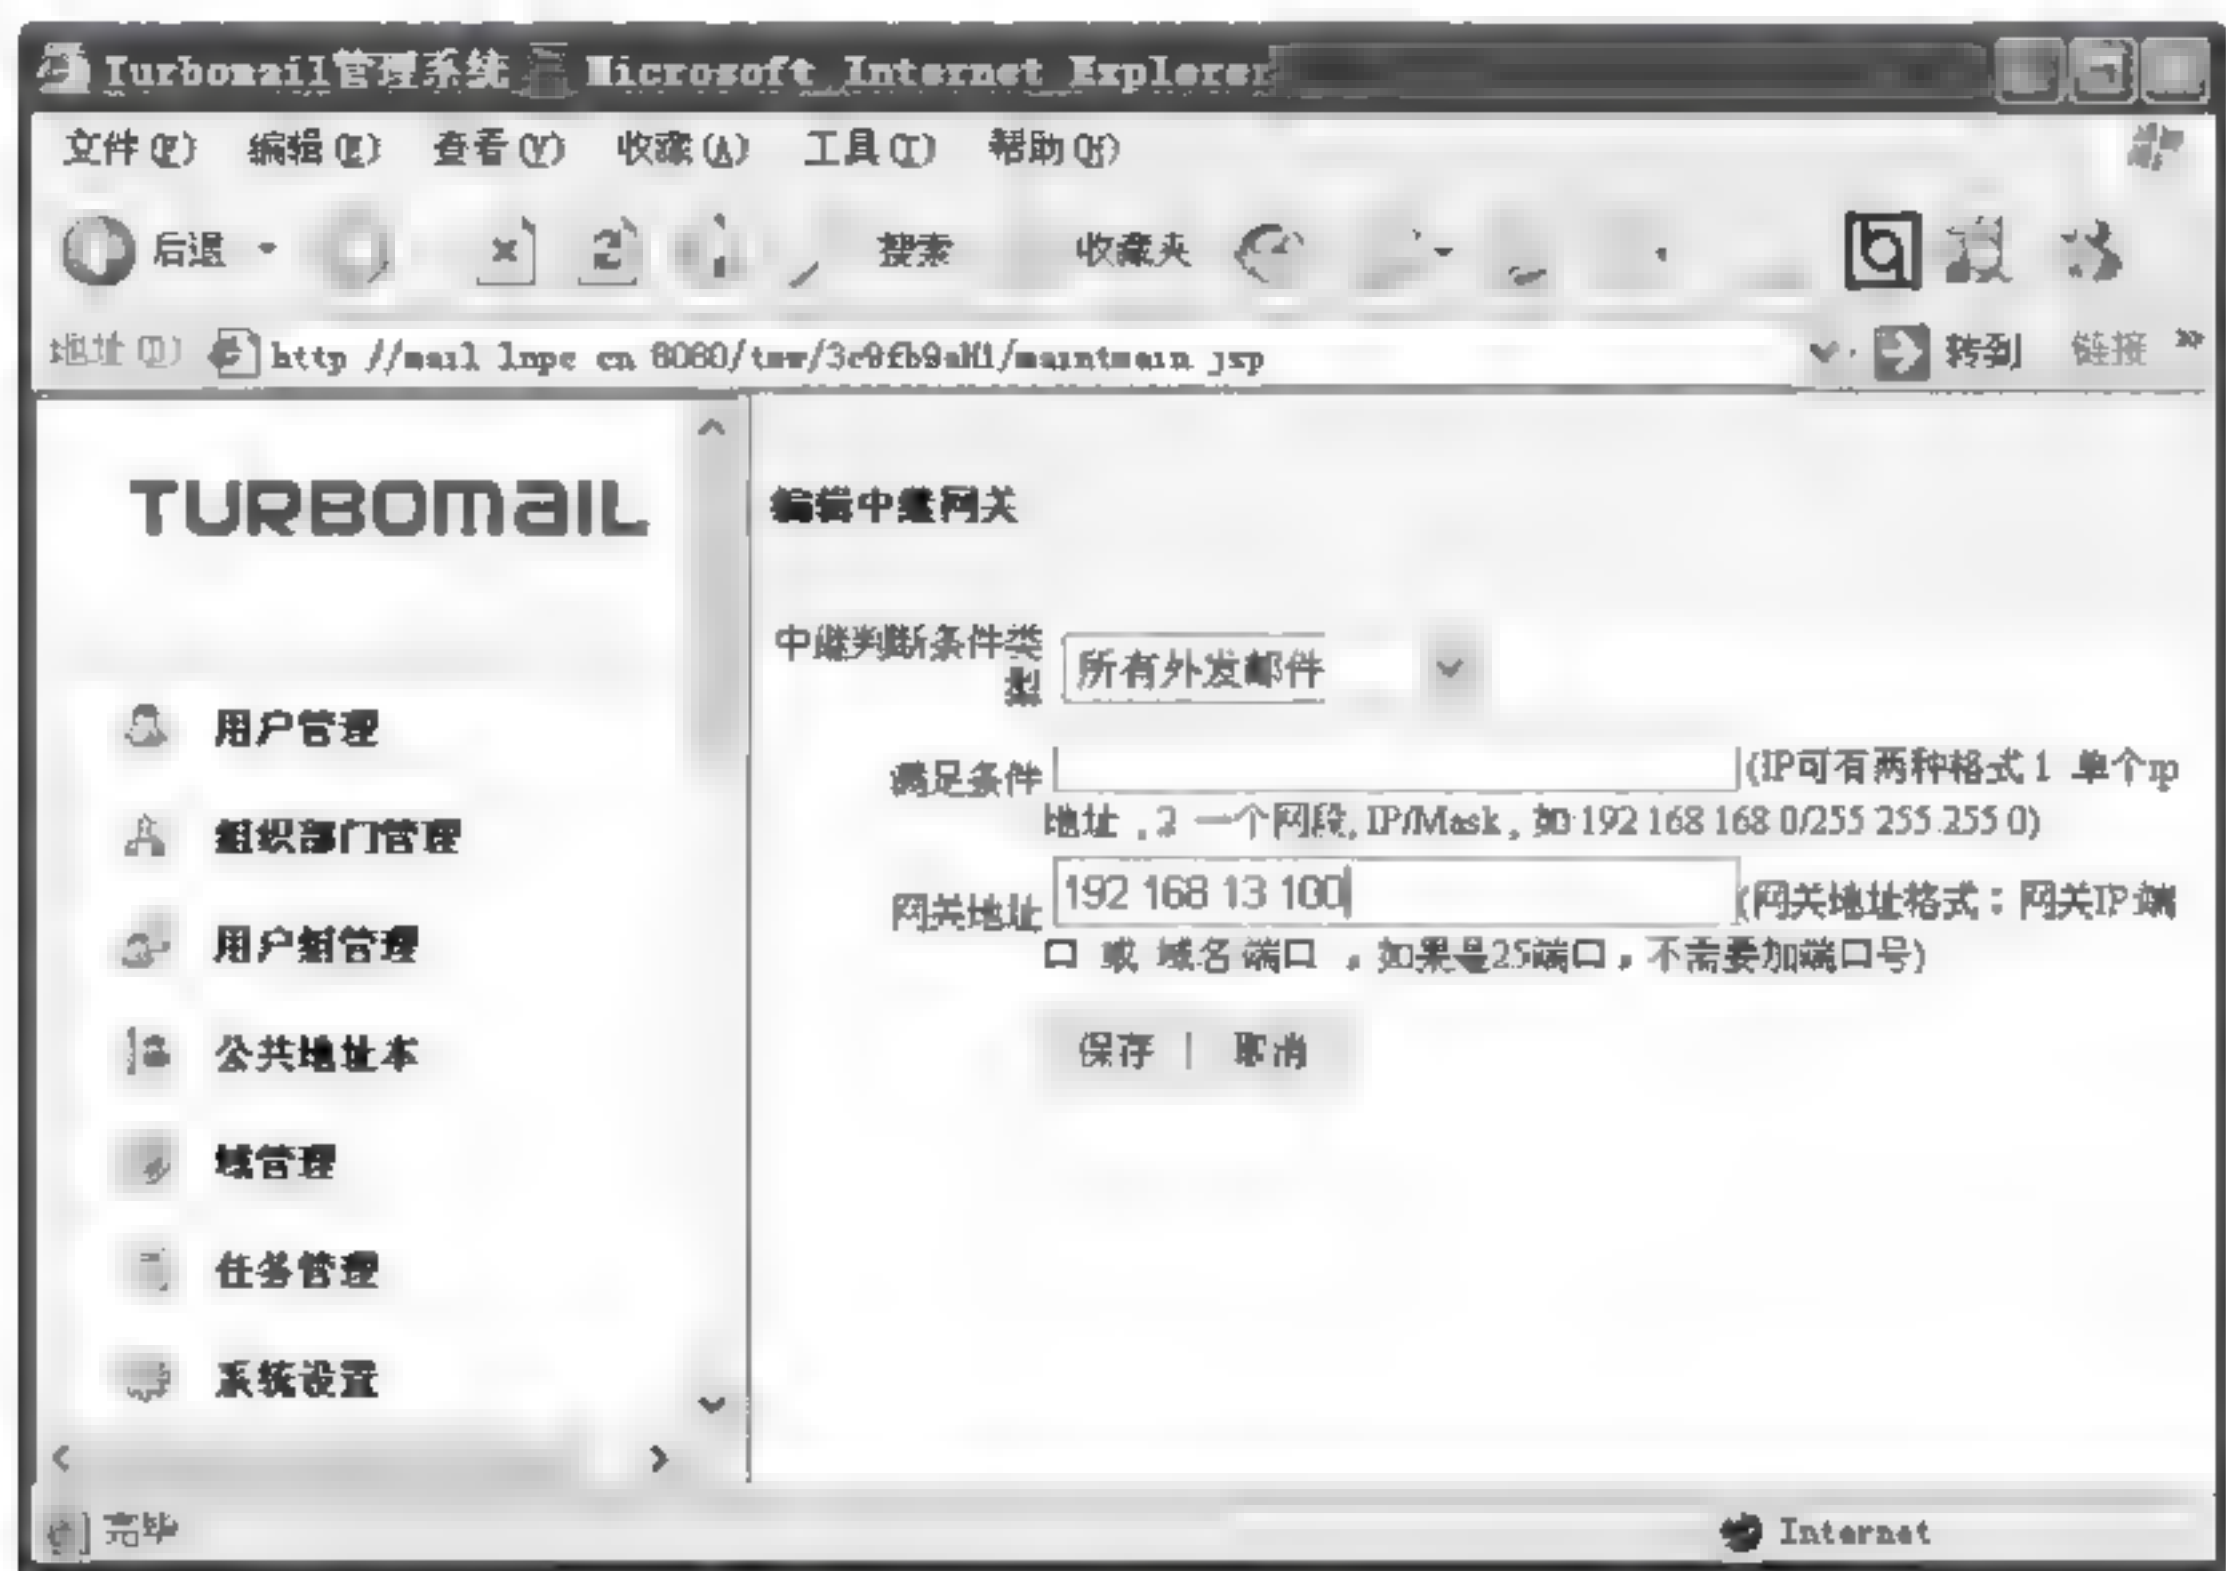 Turbomail管理系统 Microsoft Internet Explorer
文件(F) 编辑(E) 查看(V) 收藏(A) 工具(T) 帮助(H)
后退 搜索 收藏夹
地址(D) http //mail lnpc cn 8080/ 转到 链接 »
TURBOMAIL
用户管理
组织部门管理
用户组管理
公共地址本
域管理
任务管理
系统设置
编辑中继网关
中继判断条件类
型 所有外发邮件
满足条件 (IP可有两种格式 1 单个ip
地址 , 2 一个网段, IP/Mask, 如 192 168 168 0/255 255 255 0)
网关地址 192 168 13 100 (网关地址格式：网关IP 端
口 或 域名 端口 ，如果是25端口，不需要加端口号)
保存 | 取消
完毕 Internet